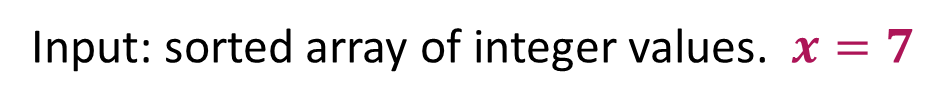 Input: sorted array of integer values. x = 7